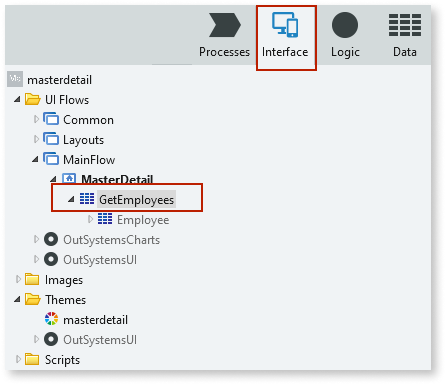 Processes Interface Logic Data
masterdetail
UI Flows
Common
Layouts
MainFlow
MasterDetail
GetEmployees
Employee
OutSystemsCharts
OutSystemsUI
Images
Themes
masterdetail
OutSystemsUI
Scripts